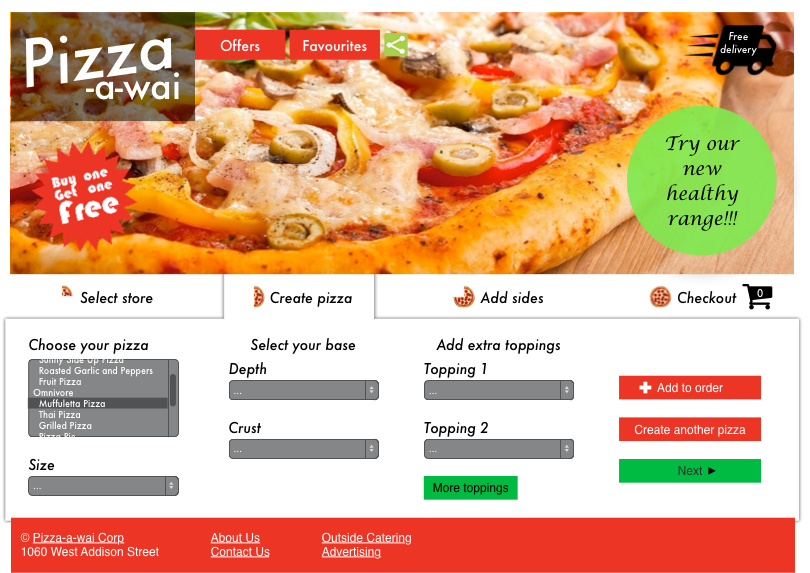 Pizza
-a-wai
Offers
Favourites
Free
delivery
Buy one
Get one
Free
Try our
new
healthy
range!!!
Select store
Create pizza
Add sides
Checkout
0
Choose your pizza
Sunny Side Up Pizza
Roasted Garlic and Peppers
Fruit Pizza
Omnivore
Muffuletta Pizza
Thai Pizza
Grilled Pizza
Pizza Pie
Size
...
Select your base
Depth
...
Crust
...
Add extra toppings
Topping 1
...
Topping 2
...
More toppings
Add to order
Create another pizza
Next ►
© Pizza-a-wai Corp
1060 West Addison Street
About Us
Contact Us
Outside Catering
Advertising